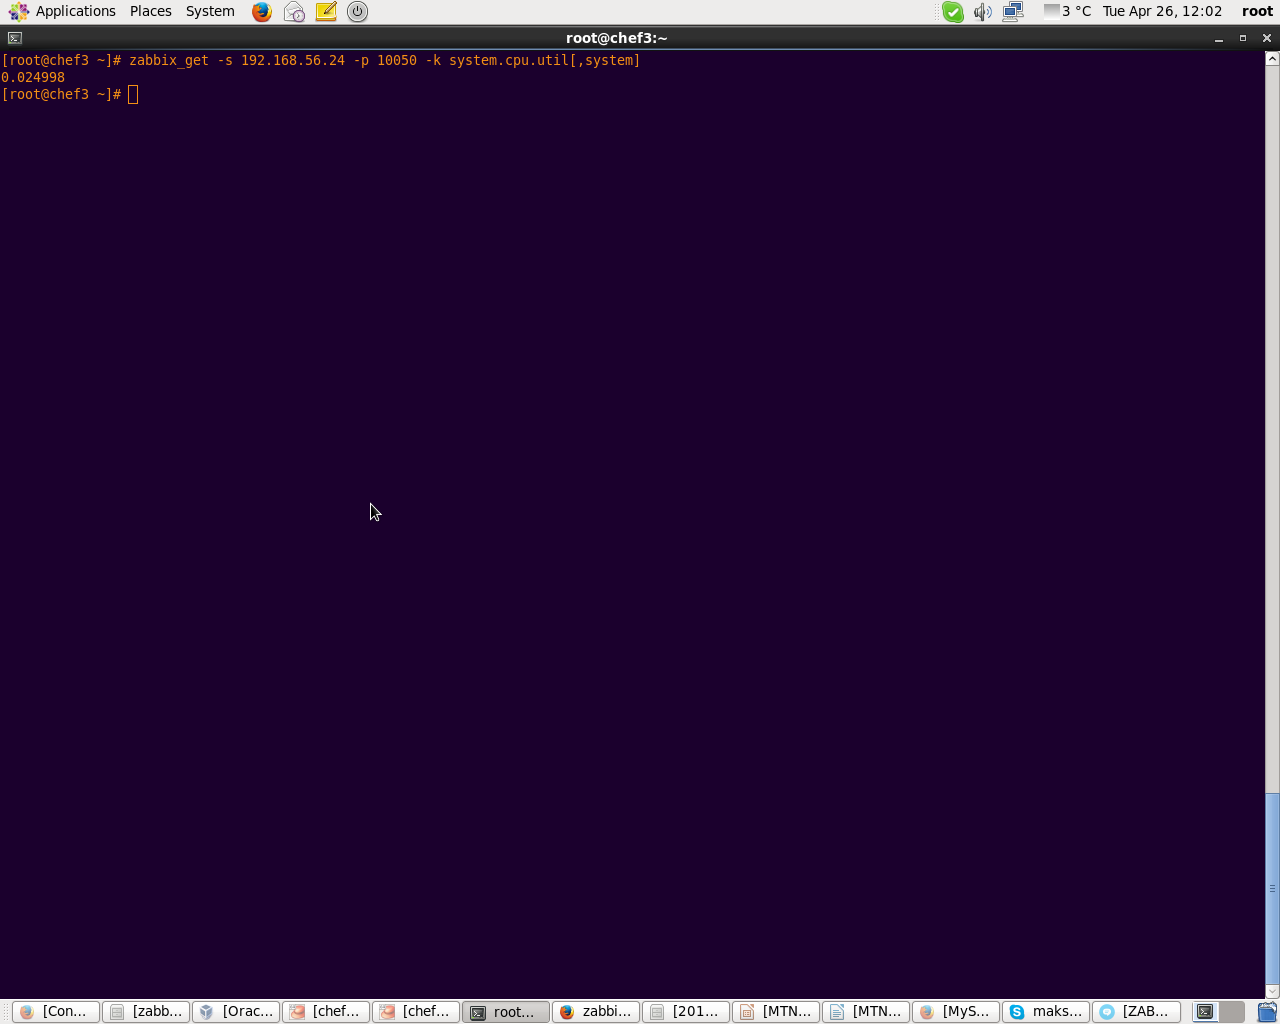 Applications Places System 3 °C Tue Apr 26, 12:02 root
root@chef3:~
[root@chef3 ~]# zabbix_get -s 192.168.56.24 -p 10050 -k system.cpu.util[,system]
0.024998
[root@chef3 ~]#
[Con... [zabb... [Orac... [chef... [chef... root... zabbi... [201... [MTN... [MTN... [MyS... maks... [ZAB...